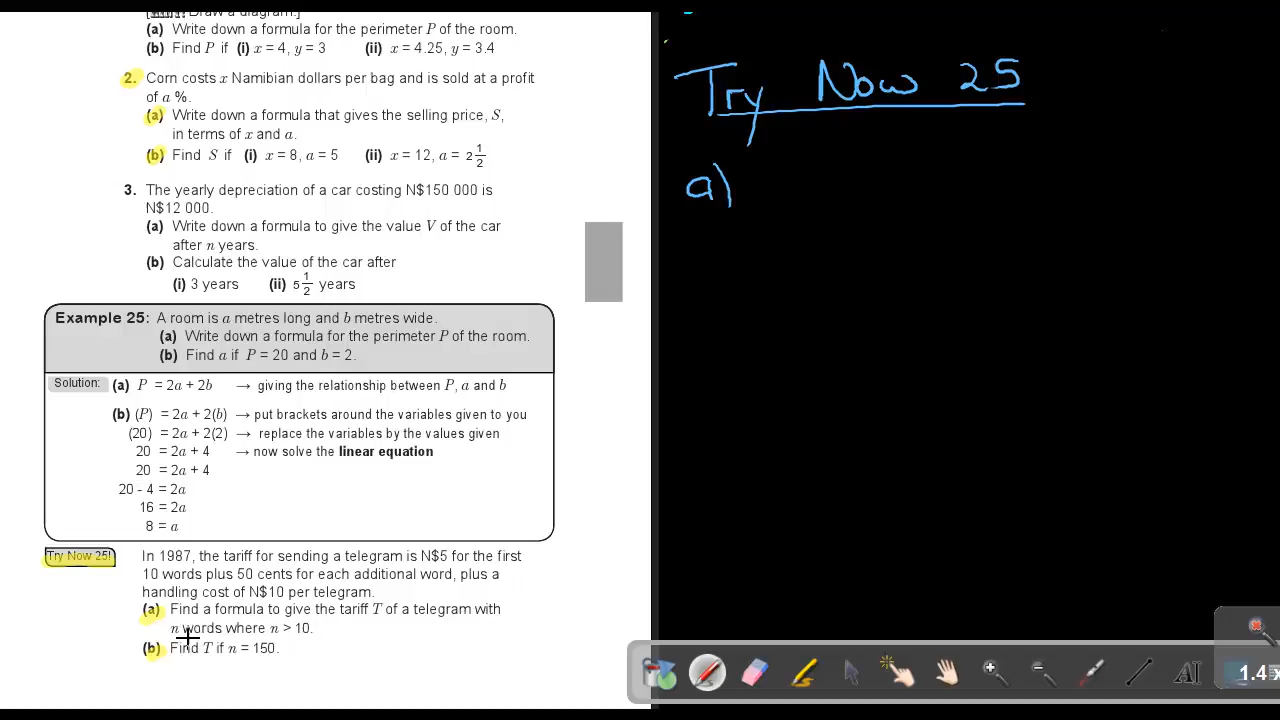 Draw a diagram.]
(a) Write down a formula for the perimeter P of the room.
(b) Find P if (i) x = 4, y = 3 (ii) x = 4.25, y = 3.4
2. Corn costs x Namibian dollars per bag and is sold at a profit
of a %.
(a) Write down a formula that gives the selling price, S,
in terms of x and a.
(b) Find S if (i) x = 8, a = 5 (ii) x = 12, a = 2 1/2
3. The yearly depreciation of a car costing N$150 000 is
N$12 000.
(a) Write down a formula to give the value V of the car
after n years.
(b) Calculate the value of the car after
(i) 3 years (ii) 5 1/2 years
Example 25: A room is a metres long and b metres wide.
(a) Write down a formula for the perimeter P of the room.
(b) Find a if P = 20 and b = 2.
Solution: (a) P = 2a + 2b → giving the relationship between P, a and b
(b) (P) = 2a + 2(b) → put brackets around the variables given to you
(20) = 2a + 2(2) → replace the variables by the values given
20 = 2a + 4 → now solve the linear equation
20 = 2a + 4
20 - 4 = 2a
16 = 2a
8 = a
Try Now 25! In 1987, the tariff for sending a telegram is N$5 for the first
10 words plus 50 cents for each additional word, plus a
handling cost of N$10 per telegram.
(a) Find a formula to give the tariff T of a telegram with
n words where n > 10.
(b) Find T if n = 150.
Try Now 25
a)
AI
1.4 x